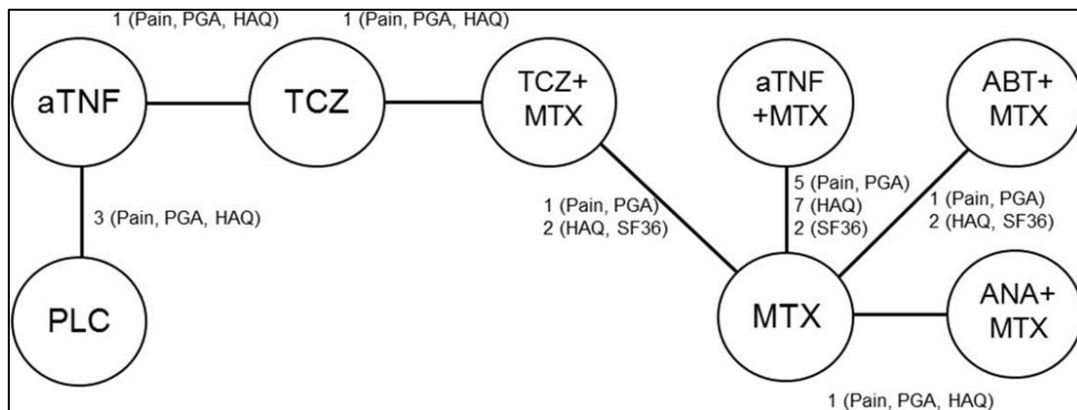 1 (Pain, PGA, HAQ)
1 (Pain, PGA, HAQ)
aTNF
TCZ
TCZ+
MTX
aTNF
+MTX
ABT+
MTX
3 (Pain, PGA, HAQ)
1 (Pain, PGA)
2 (HAQ, SF36)
5 (Pain, PGA)
7 (HAQ)
2 (SF36)
1 (Pain, PGA)
2 (HAQ, SF36)
PLC
MTX
ANA+
MTX
1 (Pain, PGA, HAQ)